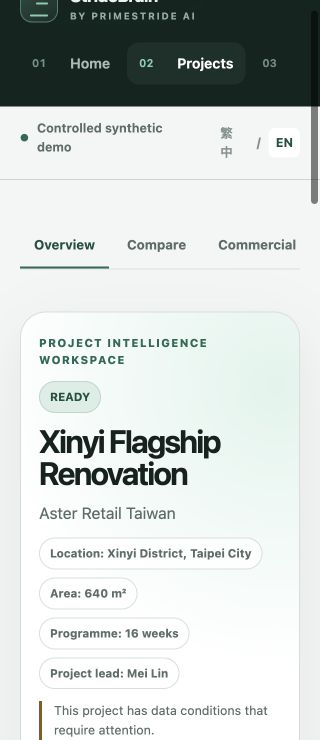 StrideBrain
BY PRIMESTRIDE AI
01 Home 02 Projects 03
Controlled synthetic
demo
繁
中
/ EN
Overview Compare Commercial
PROJECT INTELLIGENCE
WORKSPACE
READY
Xinyi Flagship
Renovation
Aster Retail Taiwan
Location: Xinyi District, Taipei City
Area: 640 m²
Programme: 16 weeks
Project lead: Mei Lin
This project has data conditions that
require attention.